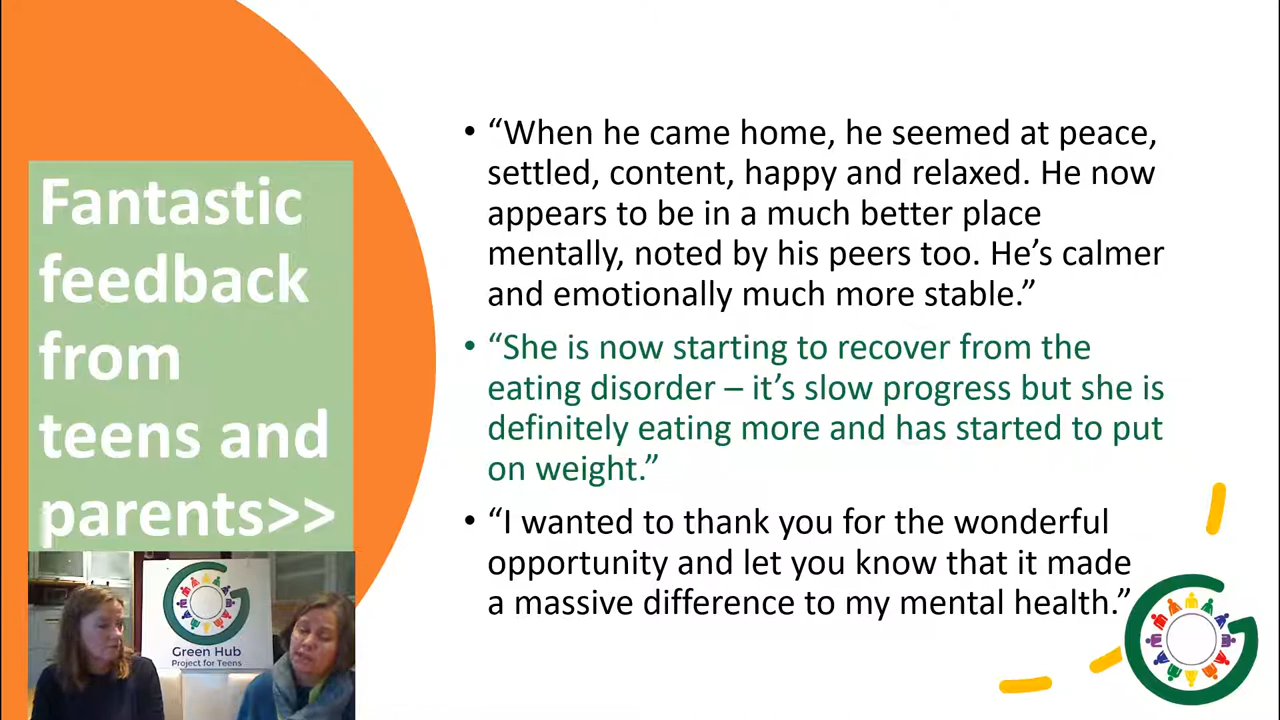 Fantastic
feedback
from
teens and
parents>>
• “When he came home, he seemed at peace,
settled, content, happy and relaxed. He now
appears to be in a much better place
mentally, noted by his peers too. He’s calmer
and emotionally much more stable.”
• “She is now starting to recover from the
eating disorder – it’s slow progress but she is
definitely eating more and has started to put
on weight.”
• “I wanted to thank you for the wonderful
opportunity and let you know that it made
a massive difference to my mental health.”
Green Hub
Project for Teens